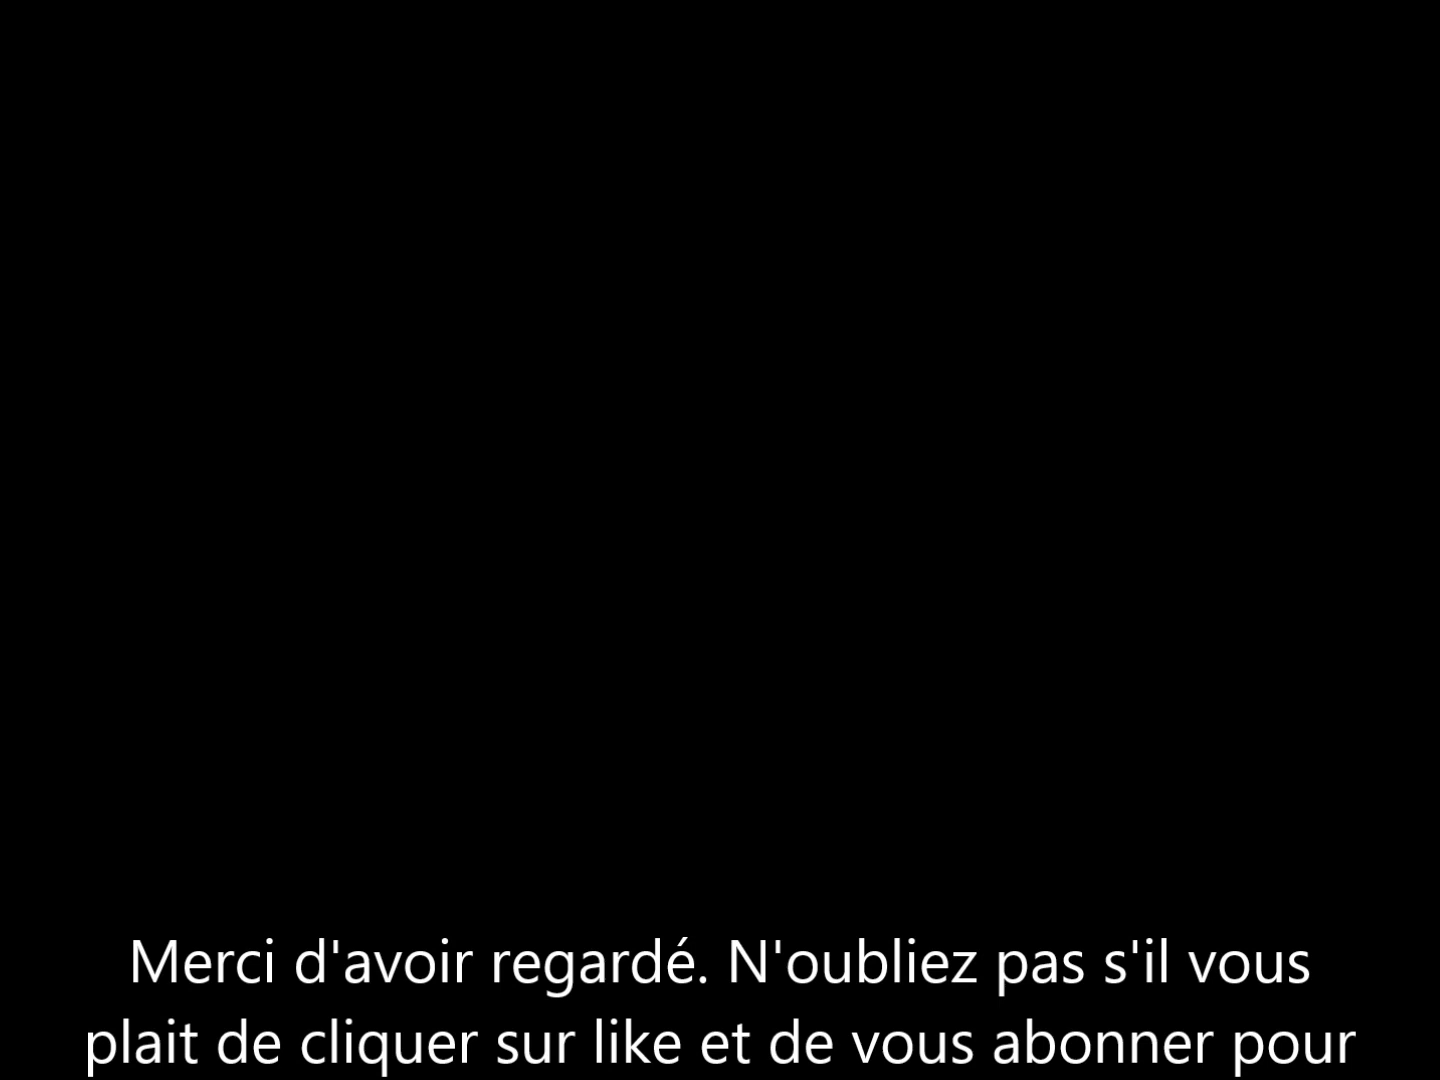 Merci d'avoir regardé. N'oubliez pas s'il vous
plait de cliquer sur like et de vous abonner pour